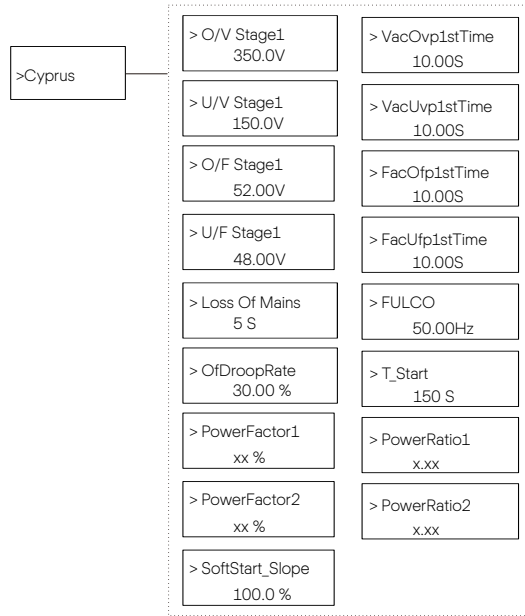 >Cyprus
> O/V Stage1
350.0V
> U/V Stage1
150.0V
> O/F Stage1
52.00V
> U/F Stage1
48.00V
> Loss Of Mains
5 S
> OfDroopRate
30.00 %
> PowerFactor1
xx %
> PowerFactor2
xx %
> SoftStart_Slope
100.0 %
> VacOvp1stTime
10.00S
> VacUvp1stTime
10.00S
> FacOfp1stTime
10.00S
> FacUfp1stTime
10.00S
> FULCO
50.00Hz
> T_Start
150 S
> PowerRatio1
x.xx
> PowerRatio2
x.xx